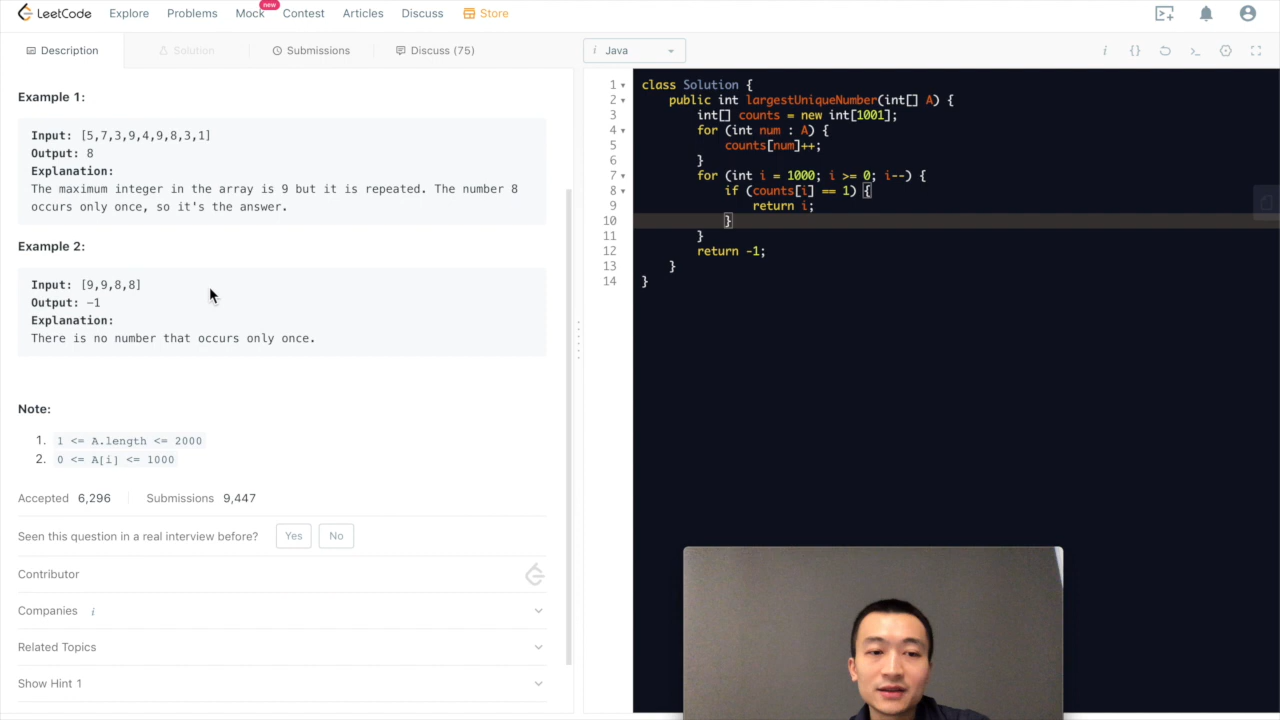 LeetCode Explore Problems Mock new Contest Articles Discuss Store
Description Solution Submissions Discuss (75)
i Java
Example 1:
Input: [5,7,3,9,4,9,8,3,1]
Output: 8
Explanation:
The maximum integer in the array is 9 but it is repeated. The number 8
occurs only once, so it's the answer.
Example 2:
Input: [9,9,8,8]
Output: -1
Explanation:
There is no number that occurs only once.
Note:
1. 1 <= A.length <= 2000
2. 0 <= A[i] <= 1000
Accepted 6,296 Submissions 9,447
Seen this question in a real interview before? Yes No
Contributor
Companies i
Related Topics
Show Hint 1
i {} >_
1 class Solution {
2 public int largestUniqueNumber(int[] A) {
3 int[] counts = new int[1001];
4 for (int num : A) {
5 counts[num]++;
6 }
7 for (int i = 1000; i >= 0; i--) {
8 if (counts[i] == 1) {
9 return i;
10 }
11 }
12 return -1;
13 }
14 }